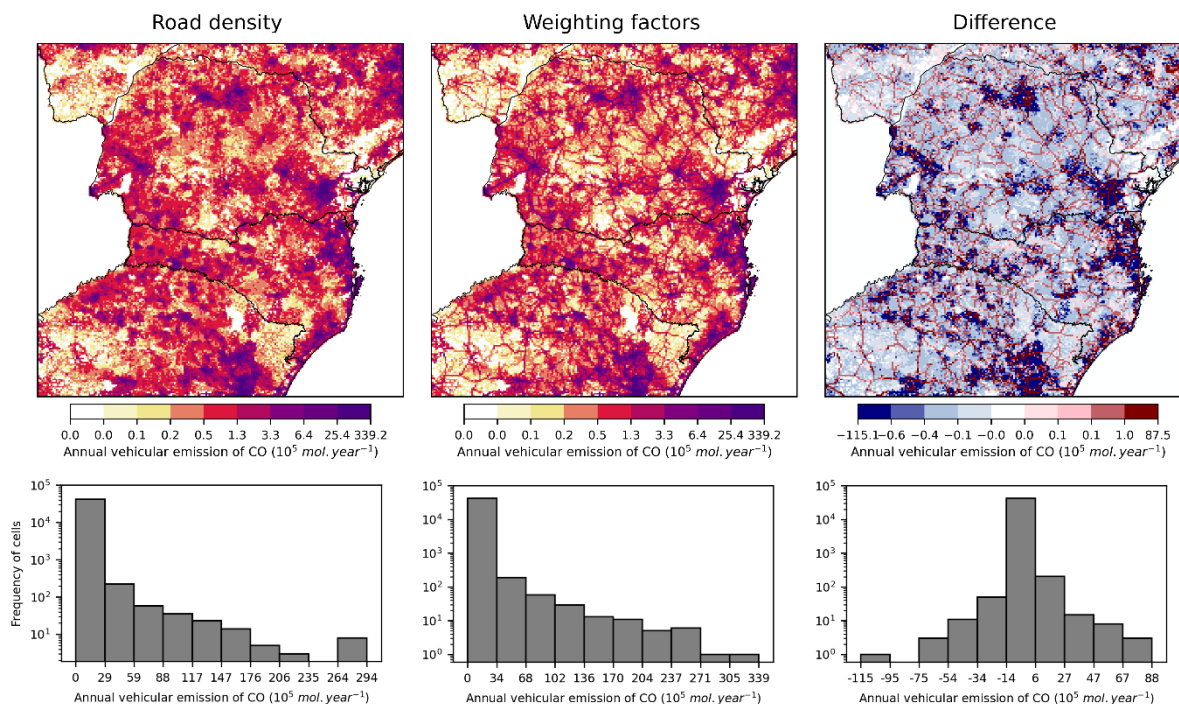 Road density
Weighting factors
Difference
0.0 0.0 0.1 0.2 0.5 1.3 3.3 6.4 25.4 339.2
Annual vehicular emission of CO (10⁵ mol.year⁻¹)
0.0 0.0 0.1 0.2 0.5 1.3 3.3 6.4 25.4 339.2
Annual vehicular emission of CO (10⁵ mol.year⁻¹)
−115.1 −0.6 −0.4 −0.1 −0.0 0.0 0.1 0.1 1.0 87.5
Annual vehicular emission of CO (10⁵ mol.year⁻¹)
Frequency of cells
10⁵
10⁴
10³
10²
10¹
0 29 59 88 117 147 176 206 235 264 294
Annual vehicular emission of CO (10⁵ mol.year⁻¹)
10⁵
10⁴
10³
10²
10¹
10⁰
0 34 68 102 136 170 204 237 271 305 339
Annual vehicular emission of CO (10⁵ mol.year⁻¹)
10⁵
10⁴
10³
10²
10¹
10⁰
-115 -95 -75 -54 -34 -14 6 27 47 67 88
Annual vehicular emission of CO (10⁵ mol.year⁻¹)